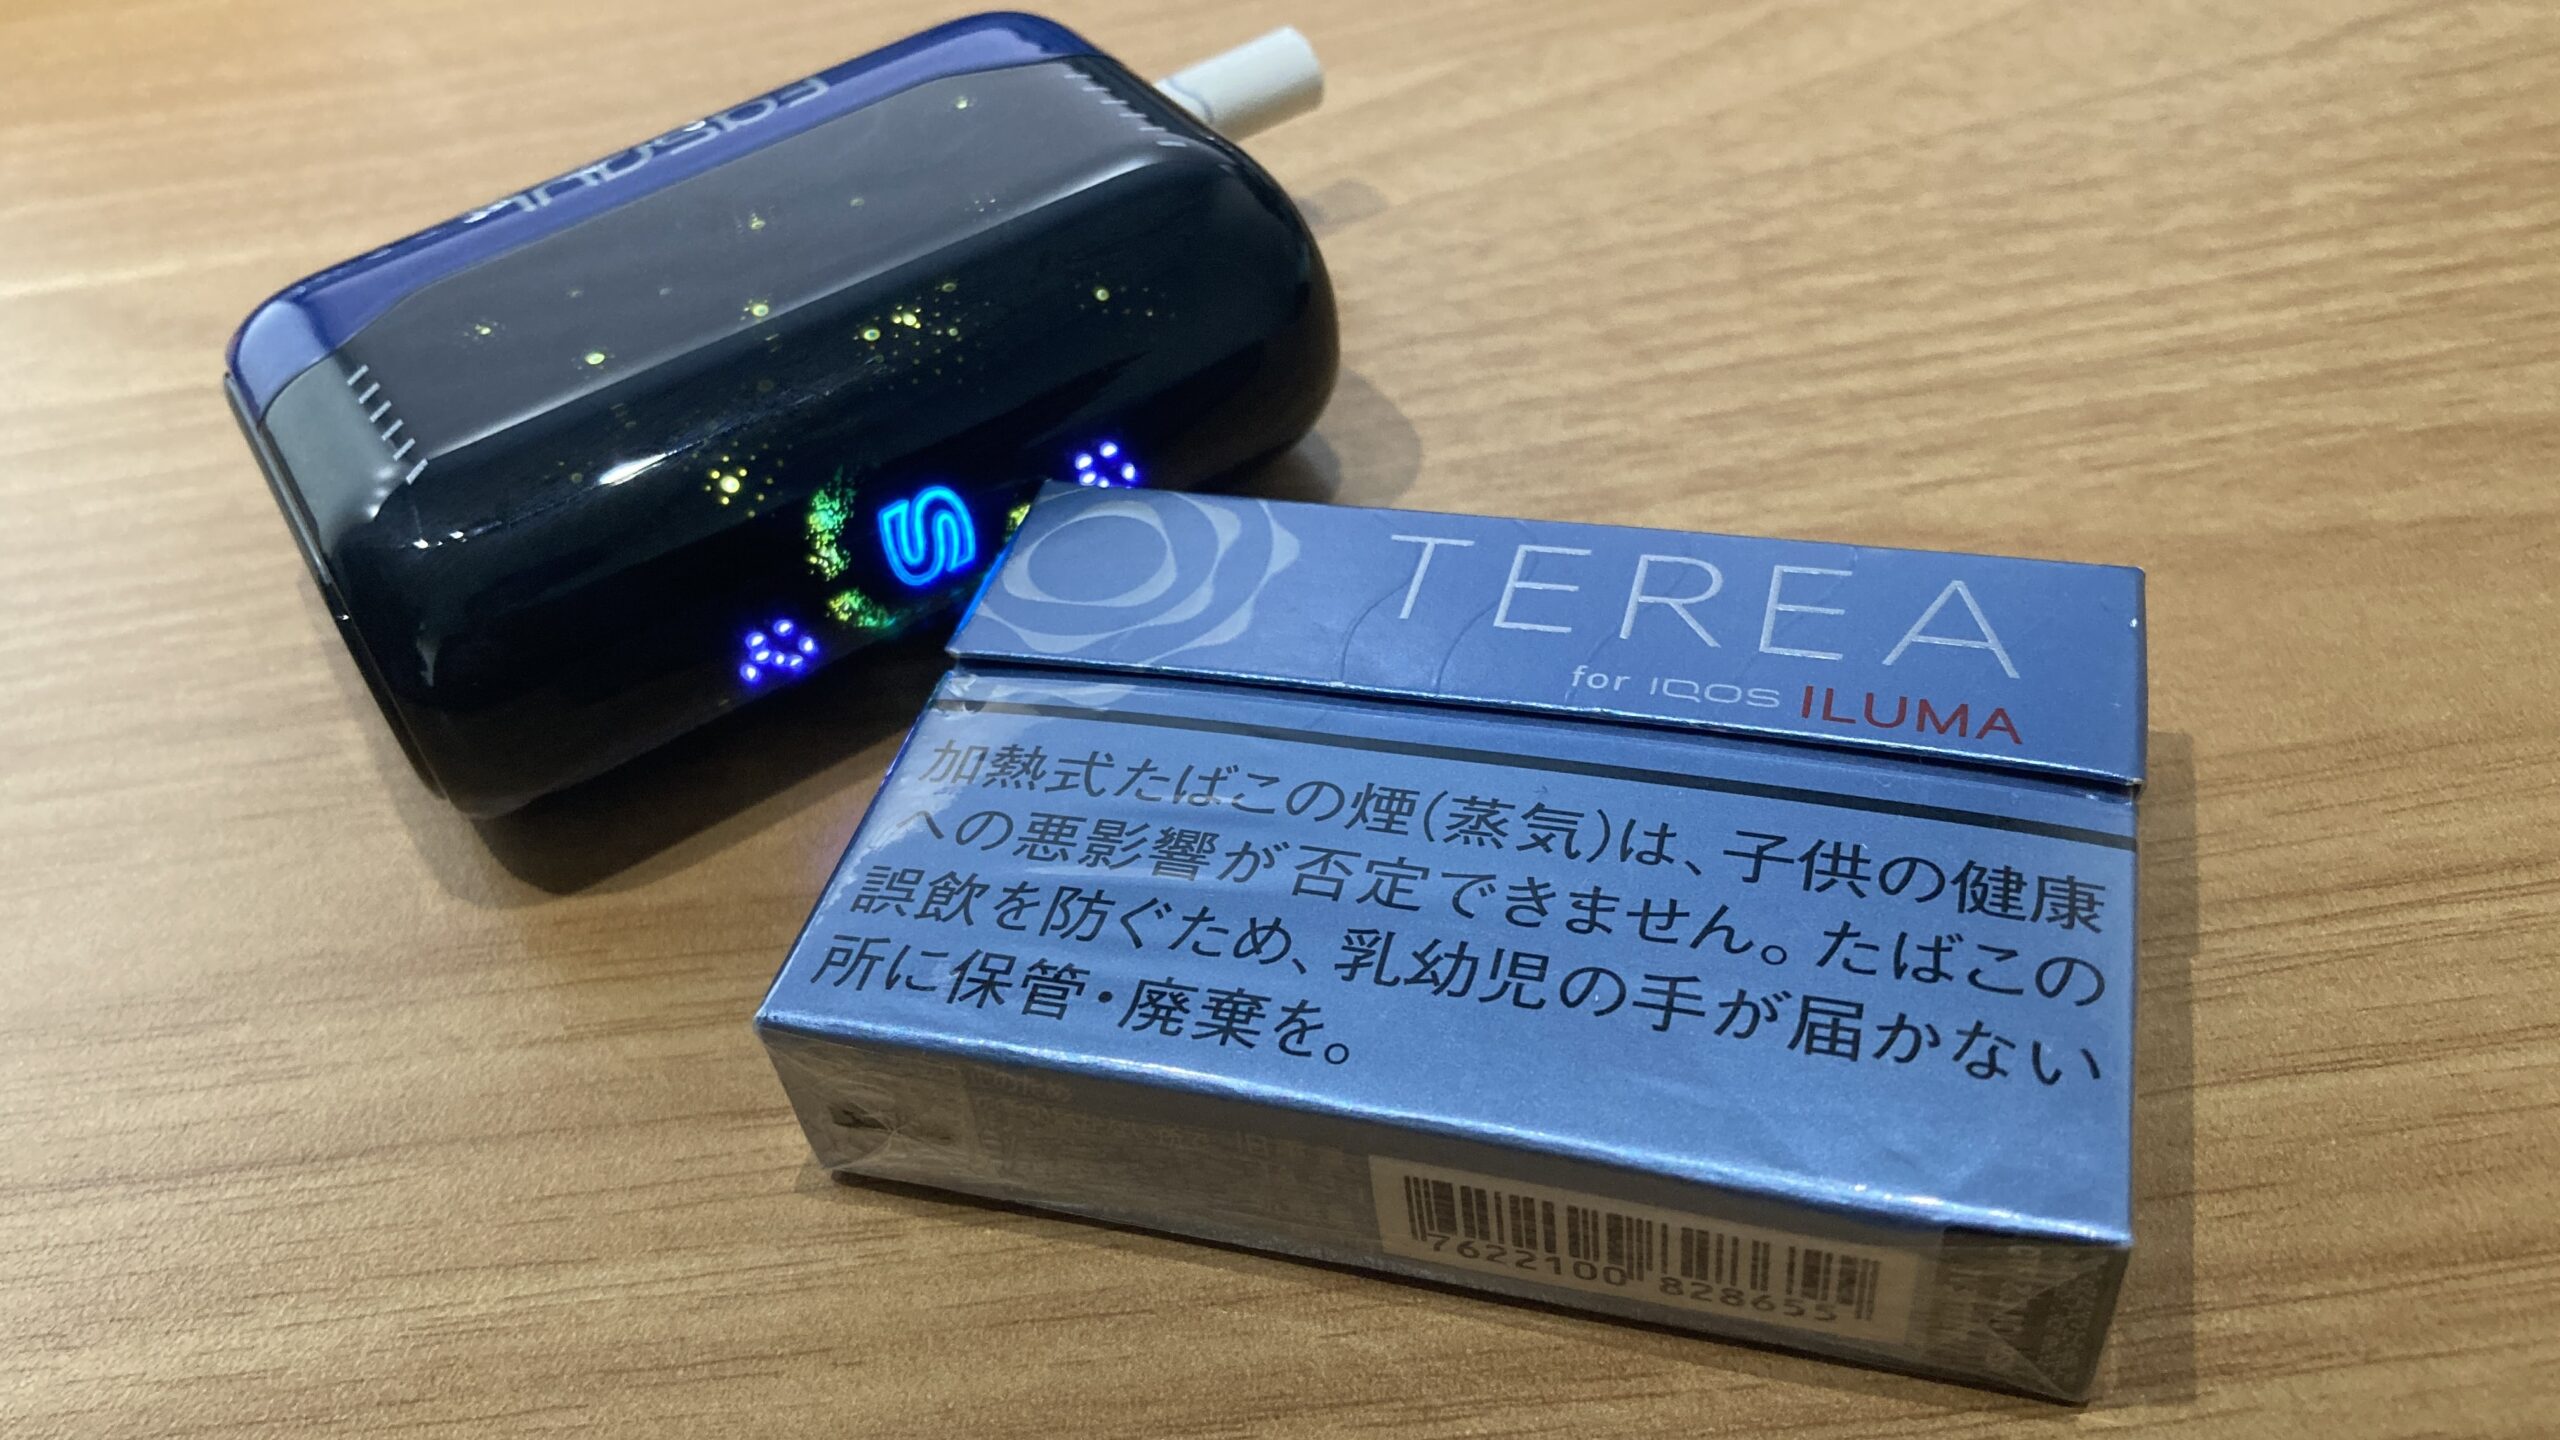 Fasoul
S
TEREA
for IQOS ILUMA
加熱式たばこの煙(蒸気)は、子供の健康
への悪影響が否定できません。たばこの
誤飲を防ぐため、乳幼児の手が届かない
所に保管・廃棄を。
7622100 828655